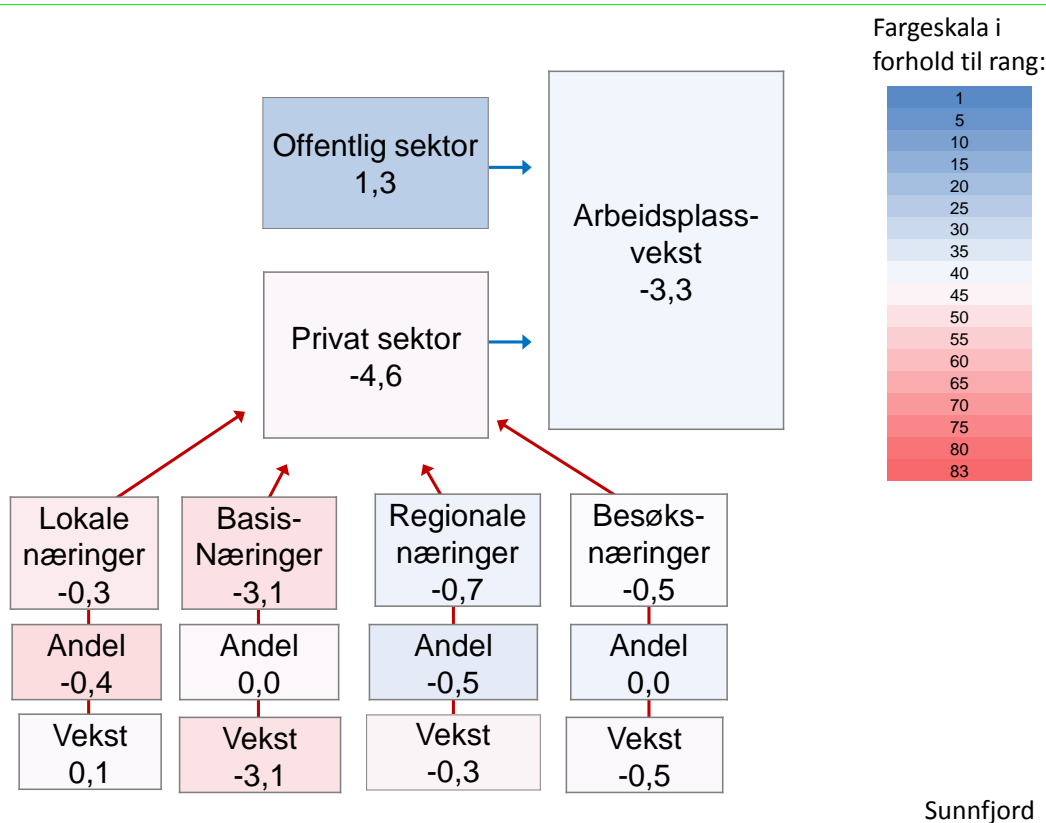 Fargeskala i
forhold til rang:
1
5
10
15
20
25
30
35
40
45
50
55
60
65
70
75
80
83
Offentlig sektor
1,3
Arbeidsplass-
vekst
-3,3
Privat sektor
-4,6
Lokale
næringer
-0,3
Basis-
Næringer
-3,1
Regionale
næringer
-0,7
Besøks-
næringer
-0,5
Andel
-0,4
Andel
0,0
Andel
-0,5
Andel
0,0
Vekst
0,1
Vekst
-3,1
Vekst
-0,3
Vekst
-0,5
Sunnfjord